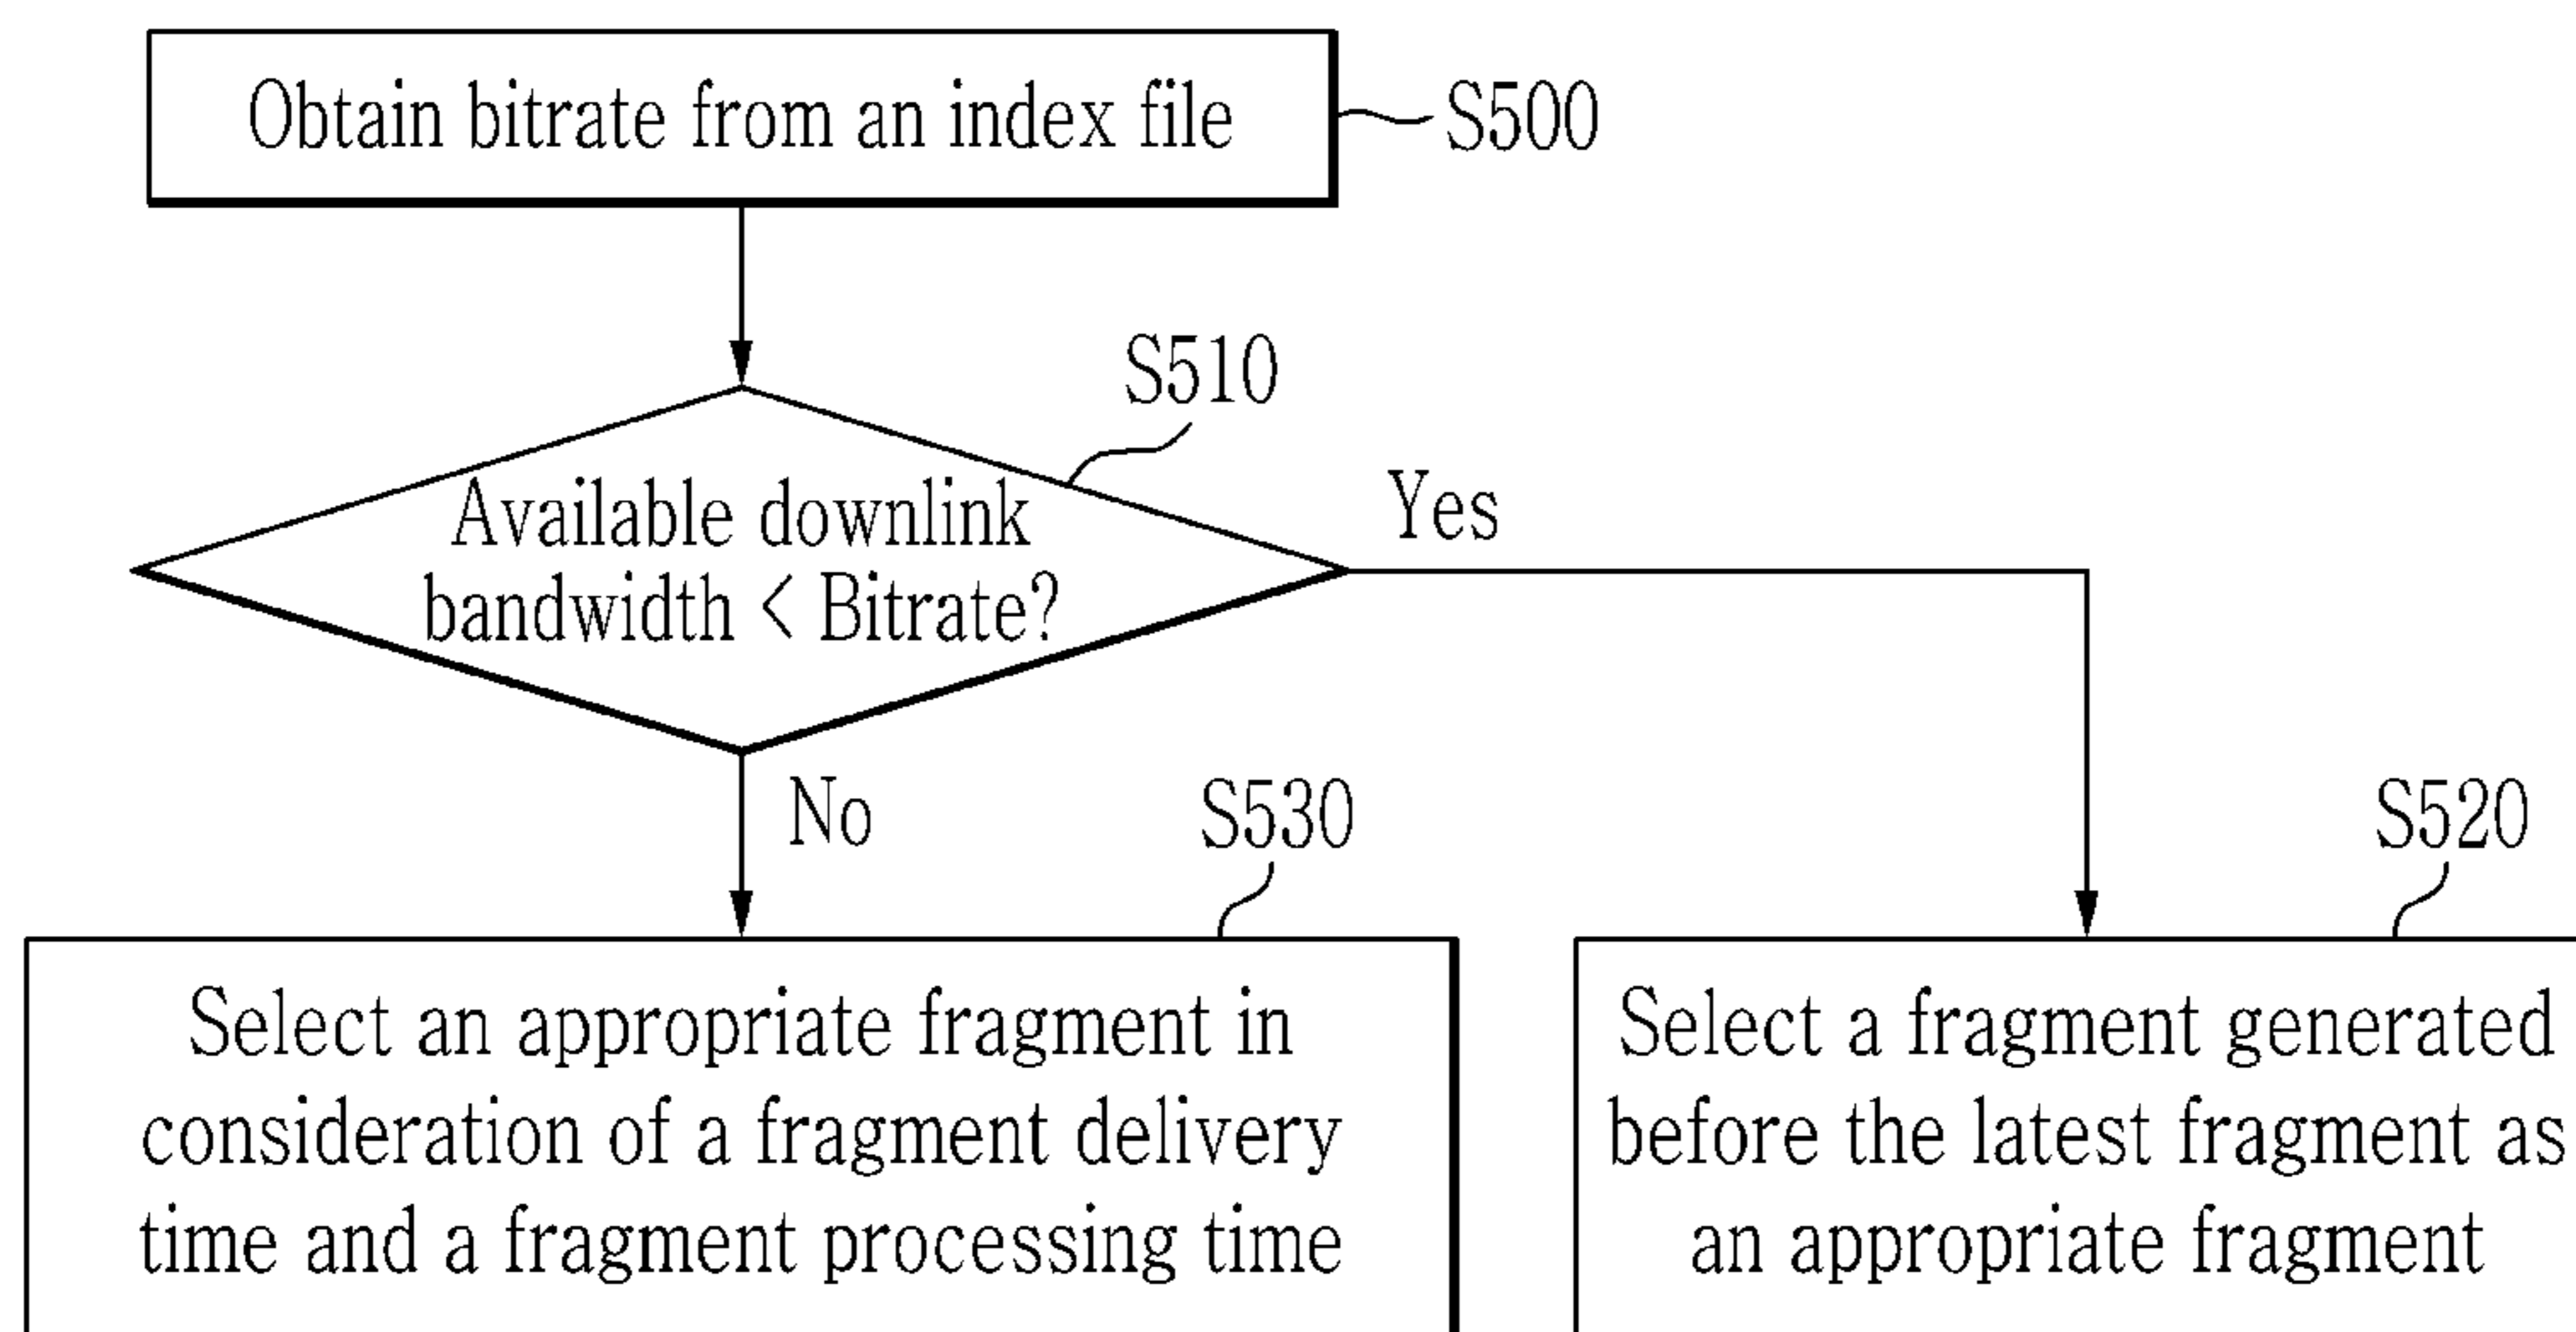 Obtain bitrate from an index file
S500
S510
Available downlink
bandwidth < Bitrate?
Yes
No
S530
S520
Select an appropriate fragment in
consideration of a fragment delivery
time and a fragment processing time
Select a fragment generated
before the latest fragment as
an appropriate fragment